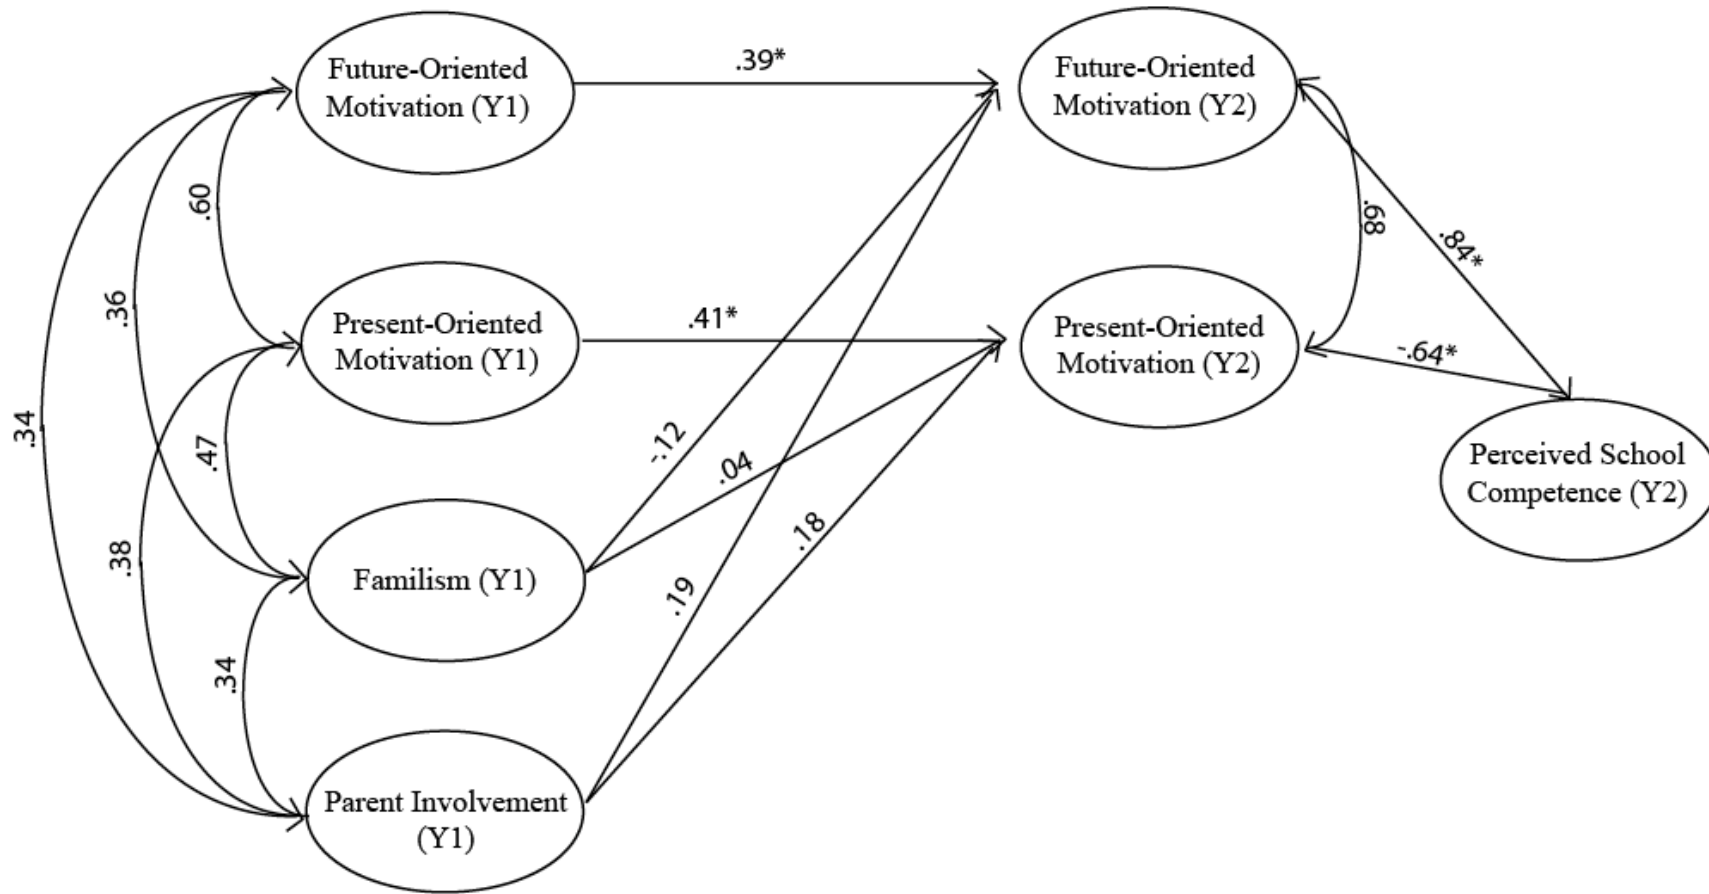 Future-Oriented
Motivation (Y1)
.39*
Future-Oriented
Motivation (Y2)
.60
.36
.34
Present-Oriented
Motivation (Y1)
.41*
Present-Oriented
Motivation (Y2)
.68
.84*
-.64*
Perceived School
Competence (Y2)
.47
.38
-.12
.04
Familism (Y1)
.19
.18
.34
Parent Involvement
(Y1)